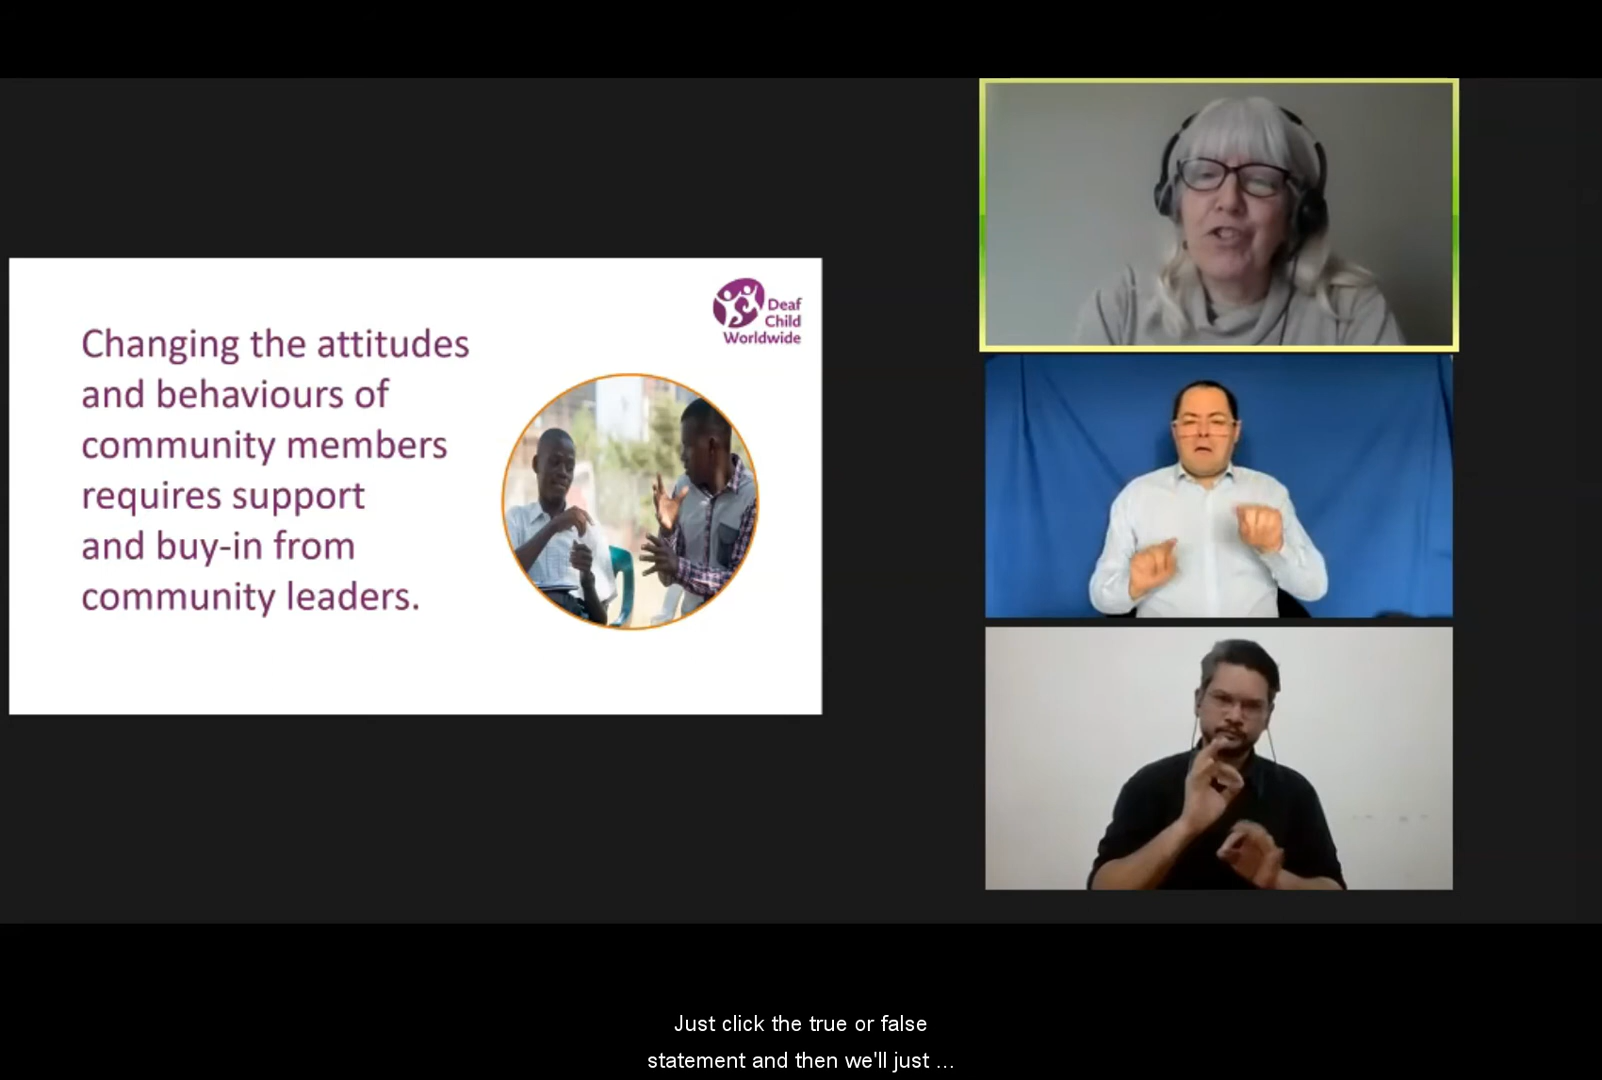 Changing the attitudes
and behaviours of
community members
requires support
and buy-in from
community leaders.
Deaf
Child
Worldwide
Just click the true or false
statement and then we'll just ...